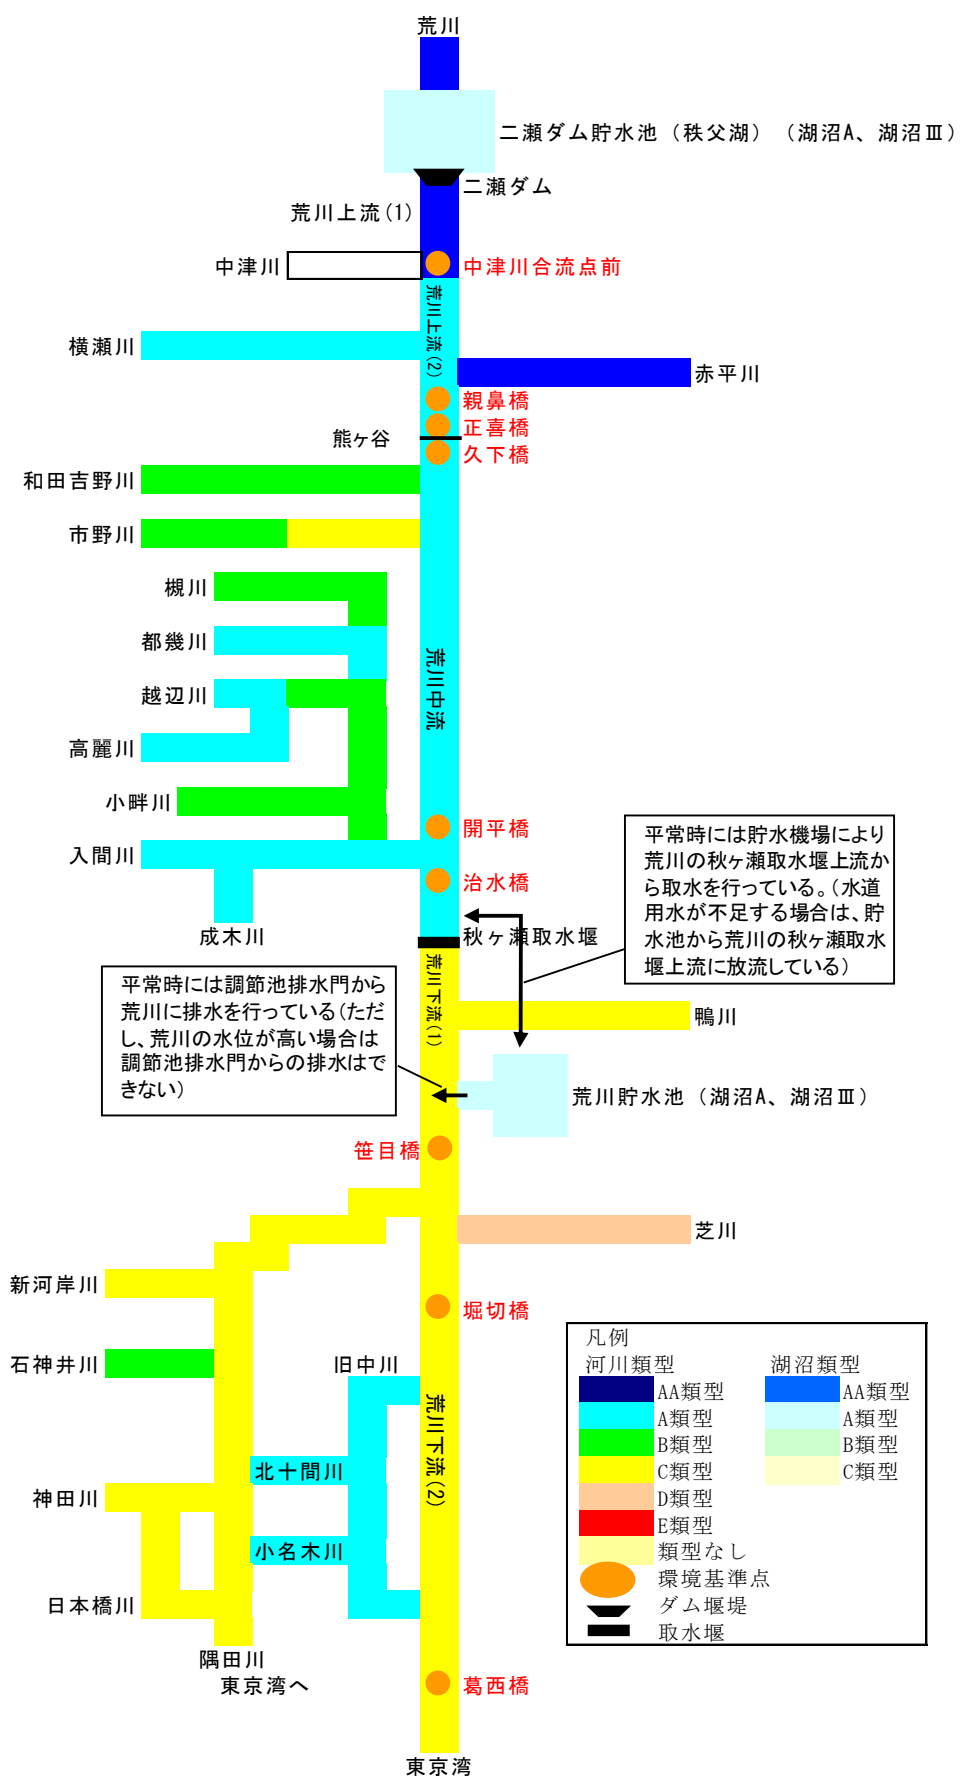 荒川
二瀬ダム貯水池（秩父湖）（湖沼A、湖沼Ⅲ）
二瀬ダム
荒川上流(1)
中津川
中津川合流点前
荒川上流(2)
横瀬川
赤平川
親鼻橋
正喜橋
熊ヶ谷
久下橋
和田吉野川
市野川
槻川
都幾川
荒川中流
越辺川
高麗川
小畔川
開平橋
入間川
治水橋
成木川
秋ヶ瀬取水堰
平常時には貯水機場により
荒川の秋ヶ瀬取水堰上流か
ら取水を行っている。（水道
用水が不足する場合は、貯
水池から荒川の秋ヶ瀬取水
堰上流に放流している）
荒川下流(1)
平常時には調節池排水門から
荒川に排水を行っている（ただ
し、荒川の水位が高い場合は
調節池排水門からの排水はで
きない）
鴨川
荒川貯水池（湖沼A、湖沼Ⅲ）
笹目橋
芝川
新河岸川
堀切橋
石神井川
旧中川
荒川下流(2)
北十間川
神田川
小名木川
日本橋川
隅田川
東京湾へ
葛西橋
東京湾
凡例
河川類型
AA類型
A類型
B類型
C類型
D類型
E類型
類型なし
環境基準点
ダム堰堤
取水堰
湖沼類型
AA類型
A類型
B類型
C類型